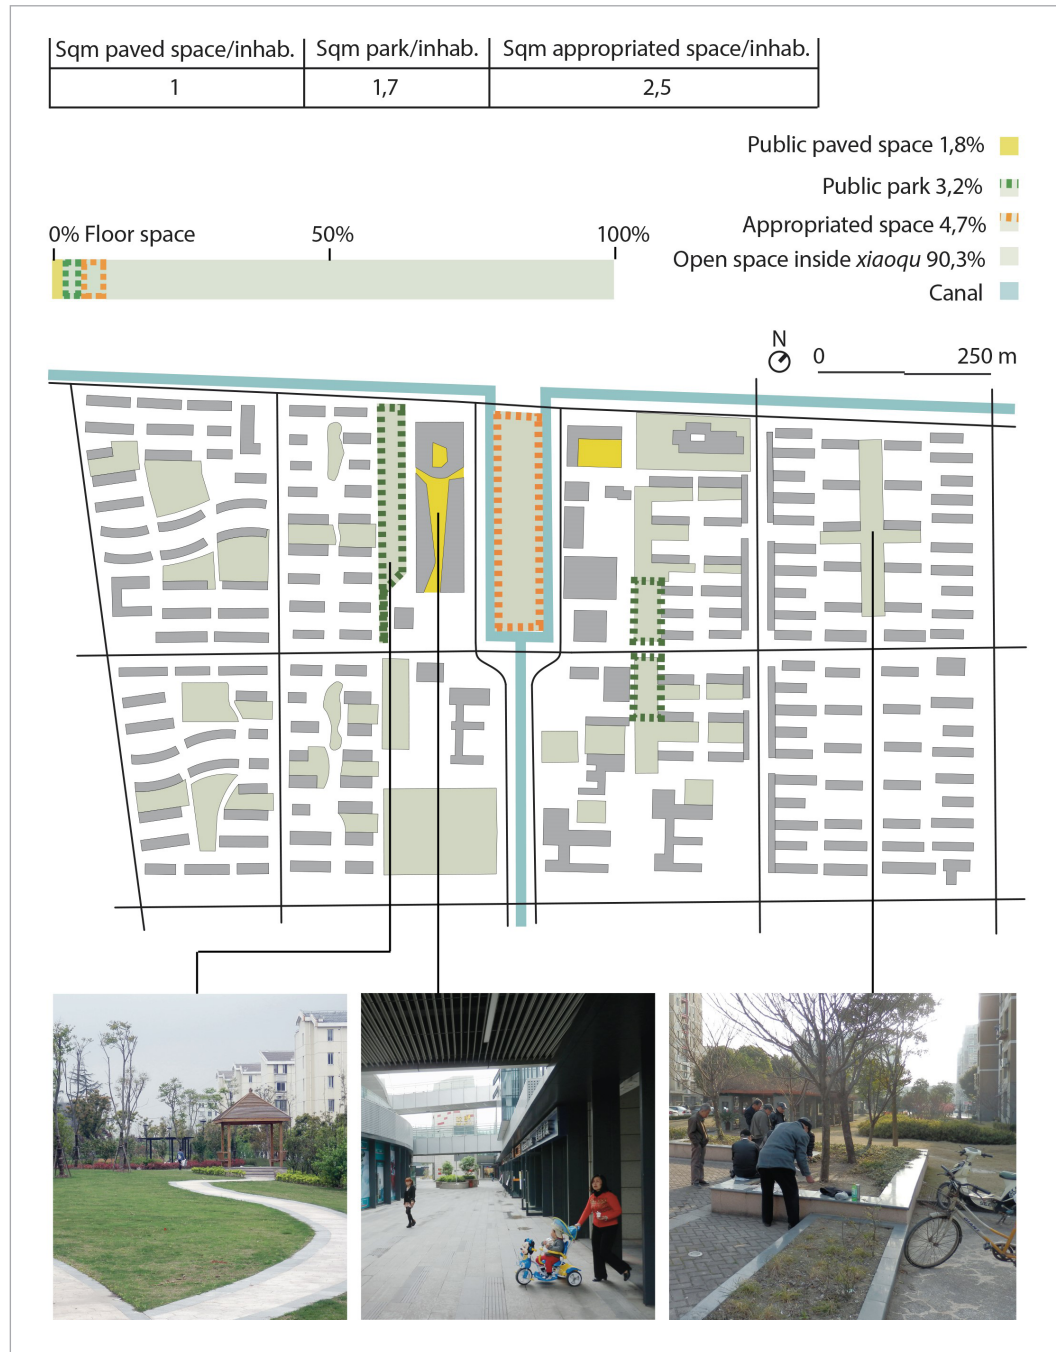 Sqm paved space/inhab. Sqm park/inhab. Sqm appropriated space/inhab.
1 1,7 2,5
Public paved space 1,8%
Public park 3,2%
Appropriated space 4,7%
Open space inside xiaoqu 90,3%
Canal
0% Floor space 50% 100%
N
0 250 m